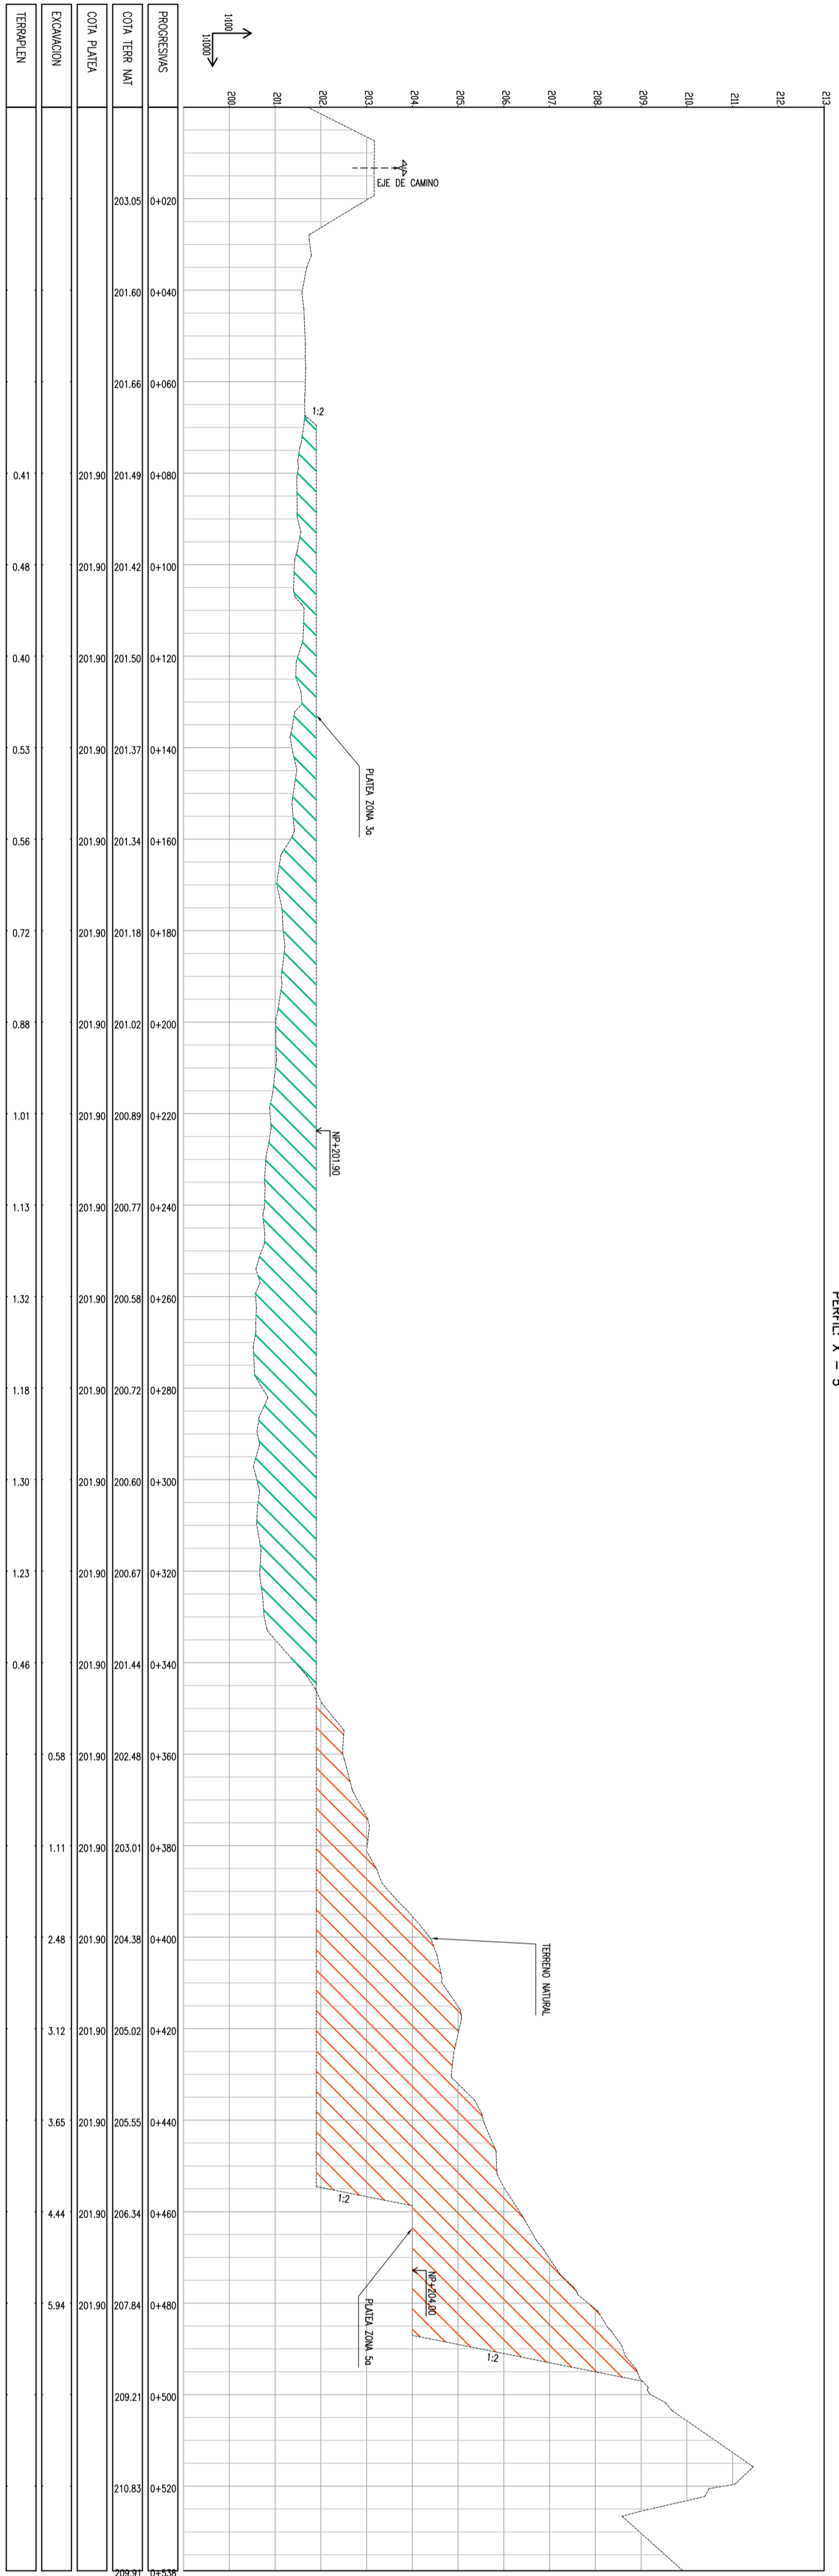 PERFIL: X - 5
213
212
211
210
209
208
207
206
205
204
203
202
201
200
1:100
1:1000
EJE DE CAMINO
1:2
PLATEA ZONA 3a
NP+201.90
TERRENO NATURAL
1:2
NP+204.00
PLATEA ZONA 5a
1:2
PROGRESIVAS 0+020 0+040 0+060 0+080 0+100 0+120 0+140 0+160 0+180 0+200 0+220 0+240 0+260 0+280 0+300 0+320 0+340 0+360 0+380 0+400 0+420 0+440 0+460 0+480 0+500 0+520 0+538
COTA TERR NAT 203.05 201.60 201.66 201.49 201.42 201.50 201.37 201.34 201.18 201.02 200.89 200.77 200.58 200.72 200.60 200.67 201.44 202.48 203.01 204.38 205.02 205.55 206.34 207.84 209.21 210.83 209.91
COTA PLATEA 201.90 201.90 201.90 201.90 201.90 201.90 201.90 201.90 201.90 201.90 201.90 201.90 201.90 201.90 201.90 201.90 201.90 201.90 201.90 201.90 201.90
EXCAVACION 0.58 1.11 2.48 3.12 3.65 4.44 5.94
TERRAPLEN 0.41 0.48 0.40 0.53 0.56 0.72 0.88 1.01 1.13 1.32 1.18 1.30 1.23 0.46